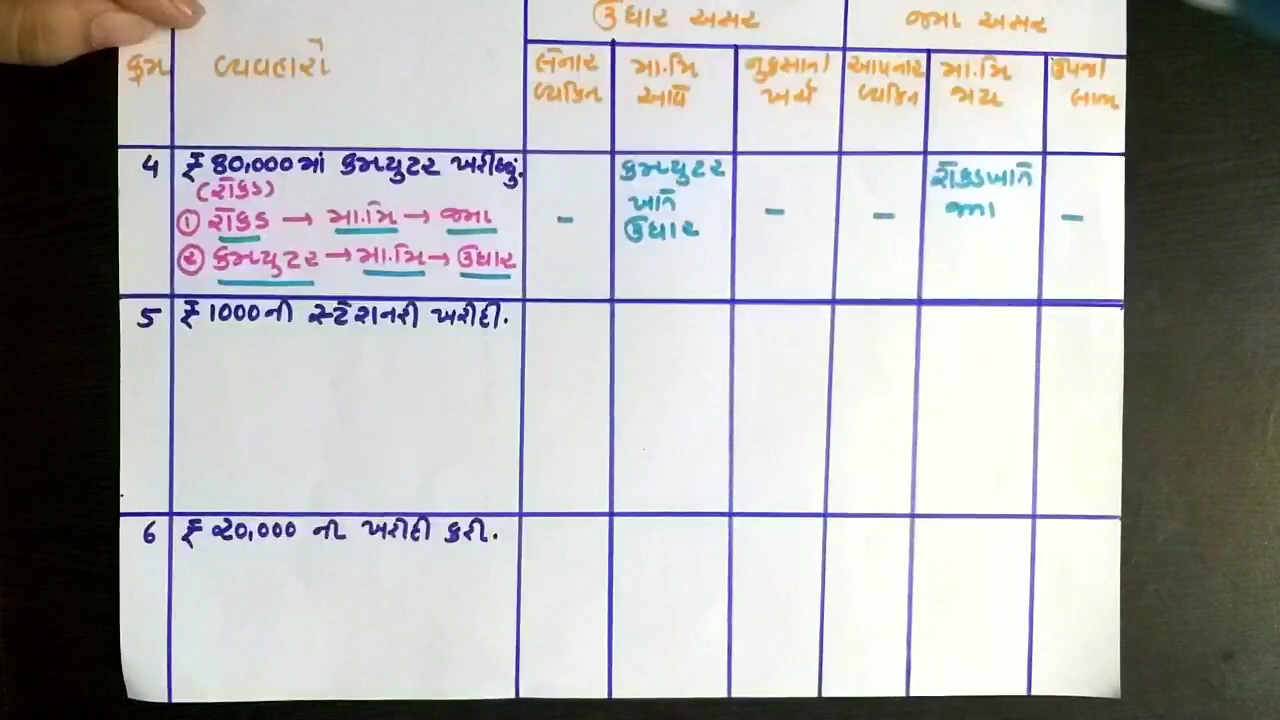 ઉધાર અસર
જમા અસર
ક્રમ
વ્યવહારો
લેનાર
વ્યકિત
મા.મિ
આવે
નુકસાન/
ખર્ચ
આપનાર
વ્યકિત
મા.મિ
જાય
ઉપજ/
લાભ
4
₹ 80,000માં કમ્પ્યુટર ખરીદ્યું.
(રોકડ)
① રોકડ → મા.મિ → જમા
② કમ્પ્યુટર → મા.મિ → ઉધાર
-
કમ્પ્યુટર
ખાતે
ઉધાર
-
-
રોકડખાતે
જમા
-
5
₹ 1000ની સ્ટેશનરી ખરીદી.
6
₹ 20,000 ની ખરીદી કરી.